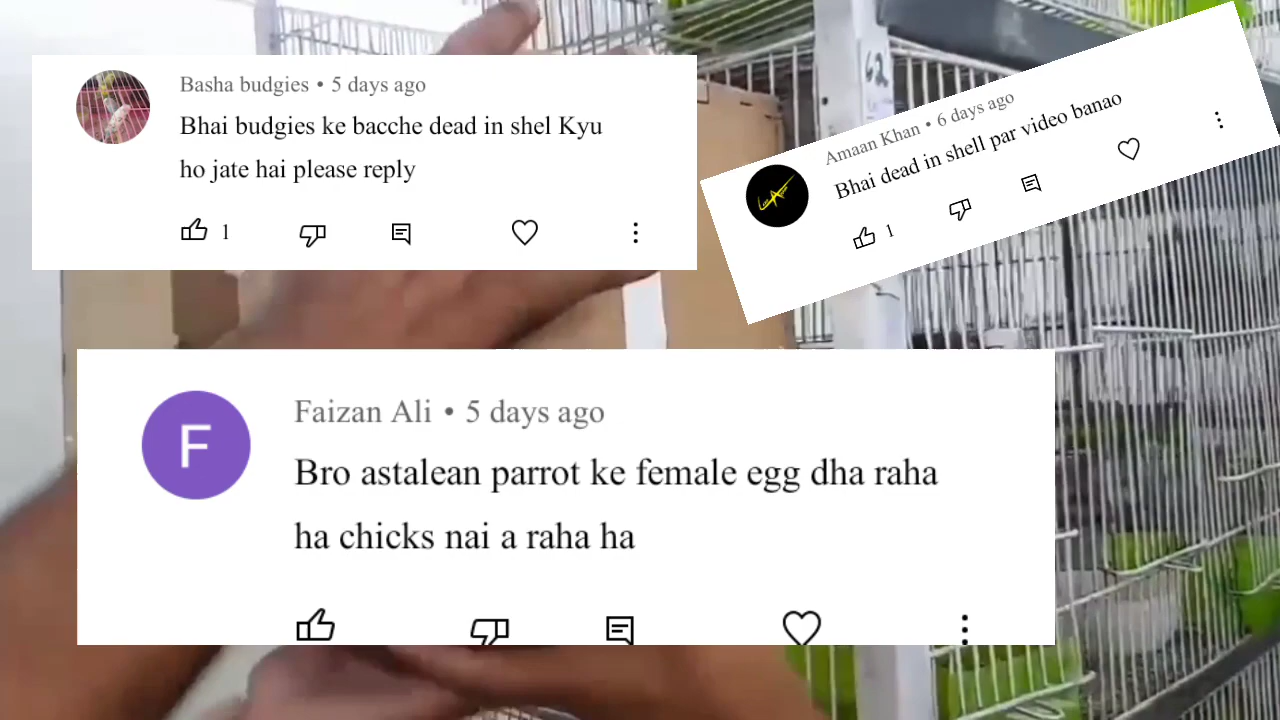 Basha budgies • 5 days ago
Bhai budgies ke bacche dead in shel Kyu
ho jate hai please reply
1
Amaan Khan • 6 days ago
Bhai dead in shell par video banao
1
62
Faizan Ali • 5 days ago
F
Bro astalean parrot ke female egg dha raha
ha chicks nai a raha ha